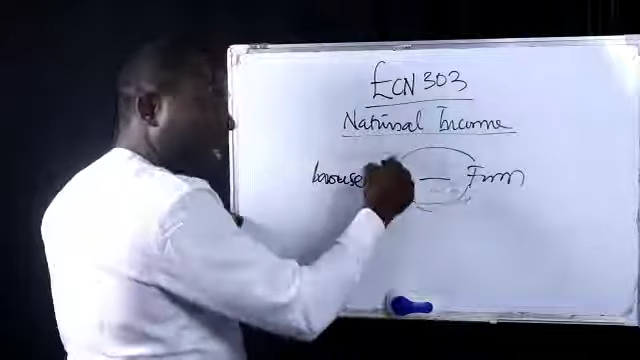 ECN 303
National Income
house — Firm